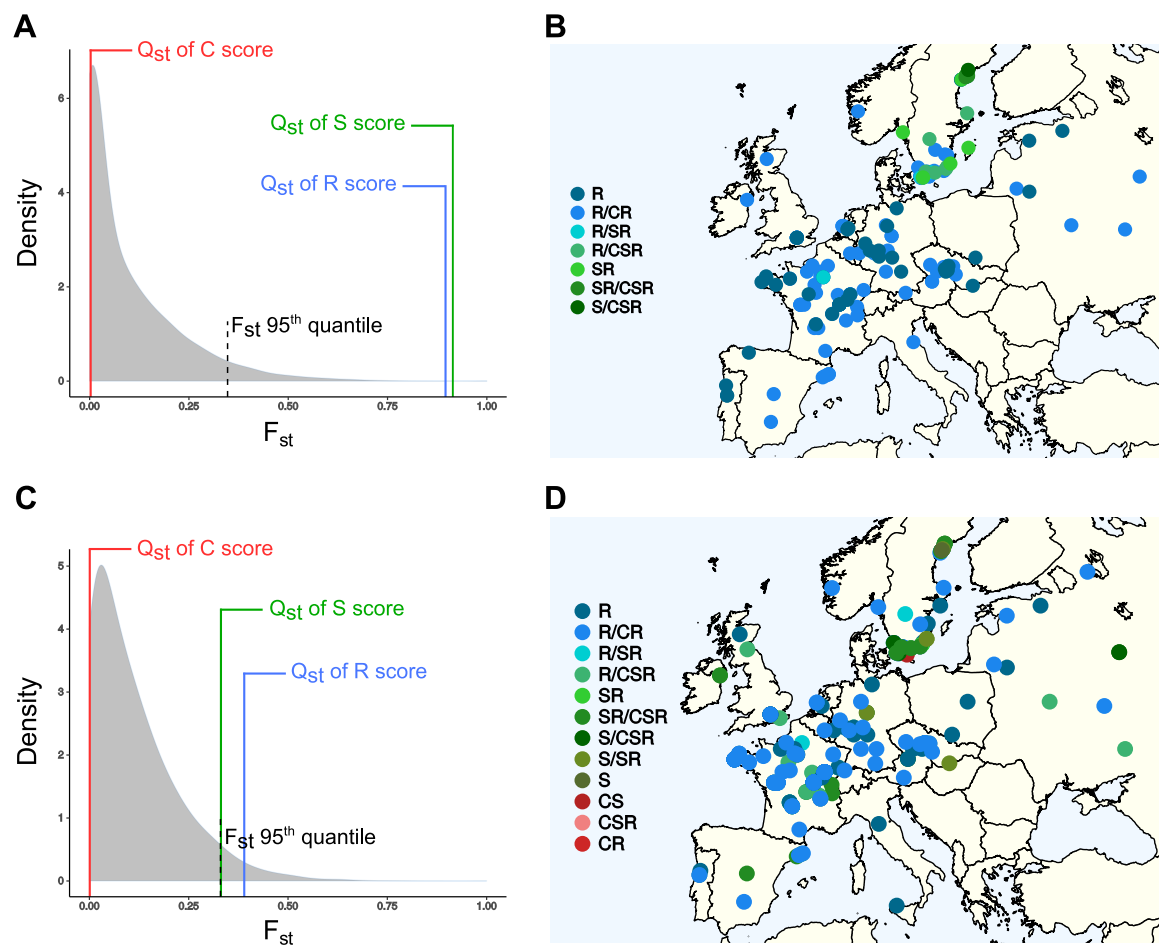 A
Qst of C score
Qst of S score
Qst of R score
Fst 95th quantile
Density
6
4
2
0
0.00 0.25 0.50 0.75 1.00
Fst
B
R
R/CR
R/SR
R/CSR
SR
SR/CSR
S/CSR
C
Qst of C score
Qst of S score
Qst of R score
Fst 95th quantile
Density
5
4
3
2
1
0
0.00 0.25 0.50 0.75 1.00
Fst
D
R
R/CR
R/SR
R/CSR
SR
SR/CSR
S/CSR
S/SR
S
CS
CSR
CR